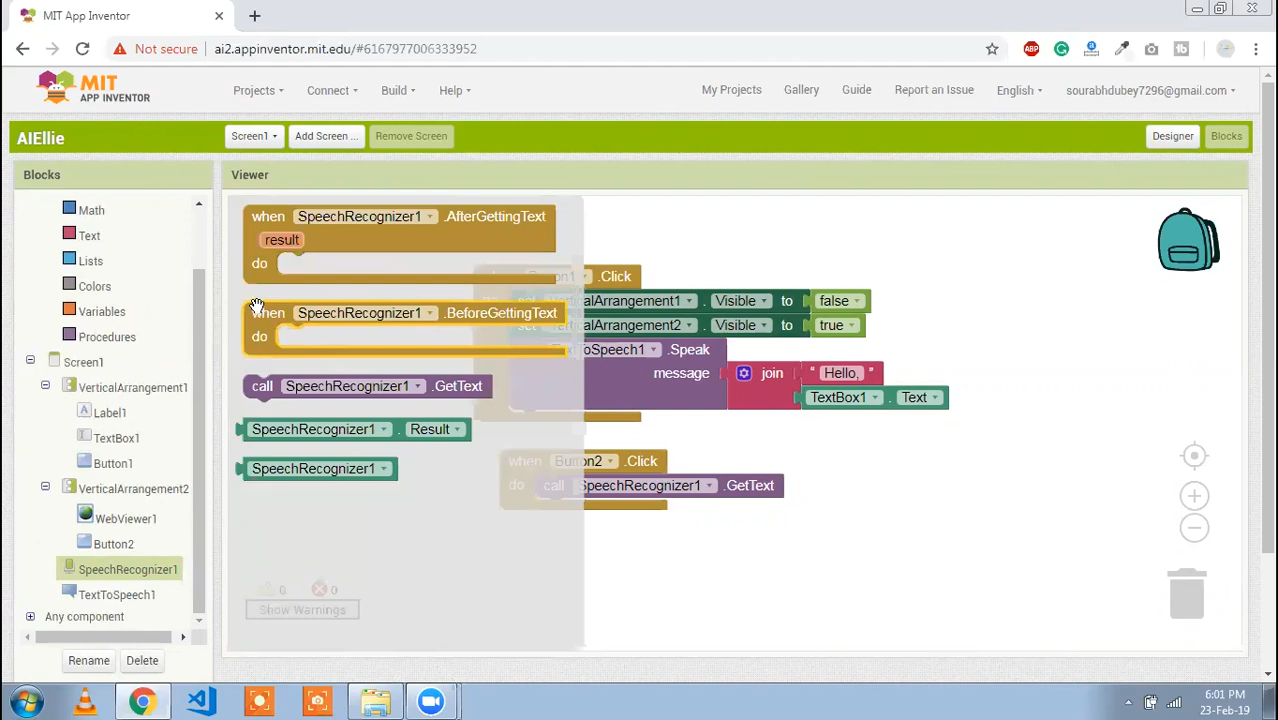 MIT App Inventor
Not secure ai2.appinventor.mit.edu/#6167977006333952
ABP
MIT
APP INVENTOR
Projects Connect Build Help My Projects Gallery Guide Report an Issue English sourabhdubey7296@gmail.com
AIEllie Screen1 Add Screen ... Remove Screen Designer Blocks
Blocks Viewer
Math
Text
Lists
Colors
Variables
Procedures
Screen1
VerticalArrangement1
Label1
TextBox1
Button1
VerticalArrangement2
WebViewer1
Button2
SpeechRecognizer1
TextToSpeech1
Any component
Rename Delete
when SpeechRecognizer1 .AfterGettingText
result
do
when SpeechRecognizer1 .BeforeGettingText
do
call SpeechRecognizer1 .GetText
SpeechRecognizer1 . Result
SpeechRecognizer1
.Click
. Visible to false
VerticalArrangement2 . Visible to true
TextToSpeech1 .Speak
message join " Hello, "
TextBox1 . Text
when Button2 .Click
do call SpeechRecognizer1 .GetText
0 0
Show Warnings
6:01 PM
23-Feb-19